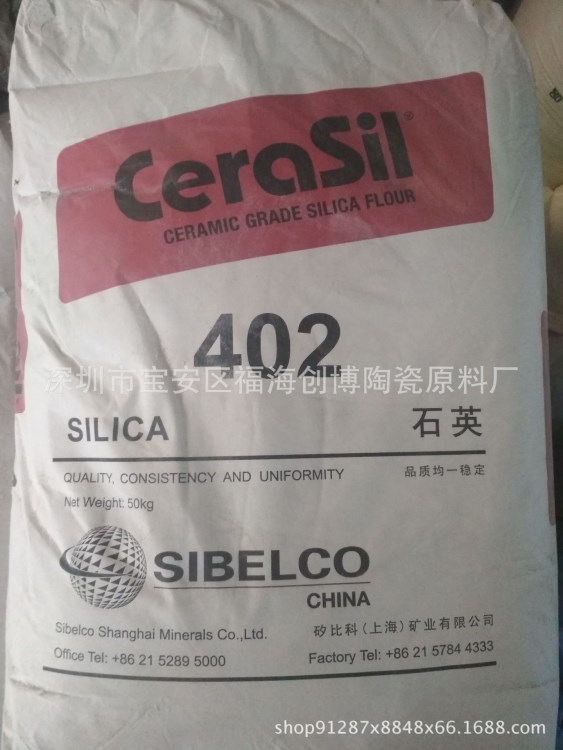 CeraSil®
CERAMIC GRADE SILICA FLOUR
402
深圳市宝安区福海创博陶瓷原料厂
SILICA 石英
QUALITY, CONSISTENCY AND UNIFORMITY 品质均一稳定
Net Weight: 50kg
SIBELCO
CHINA
Sibelco Shanghai Minerals Co.,Ltd. 矽比科(上海)矿业有限公司
Office Tel: +86 21 5289 5000 Factory Tel: +86 21 5784 4333
shop91287x8848x66.1688.com